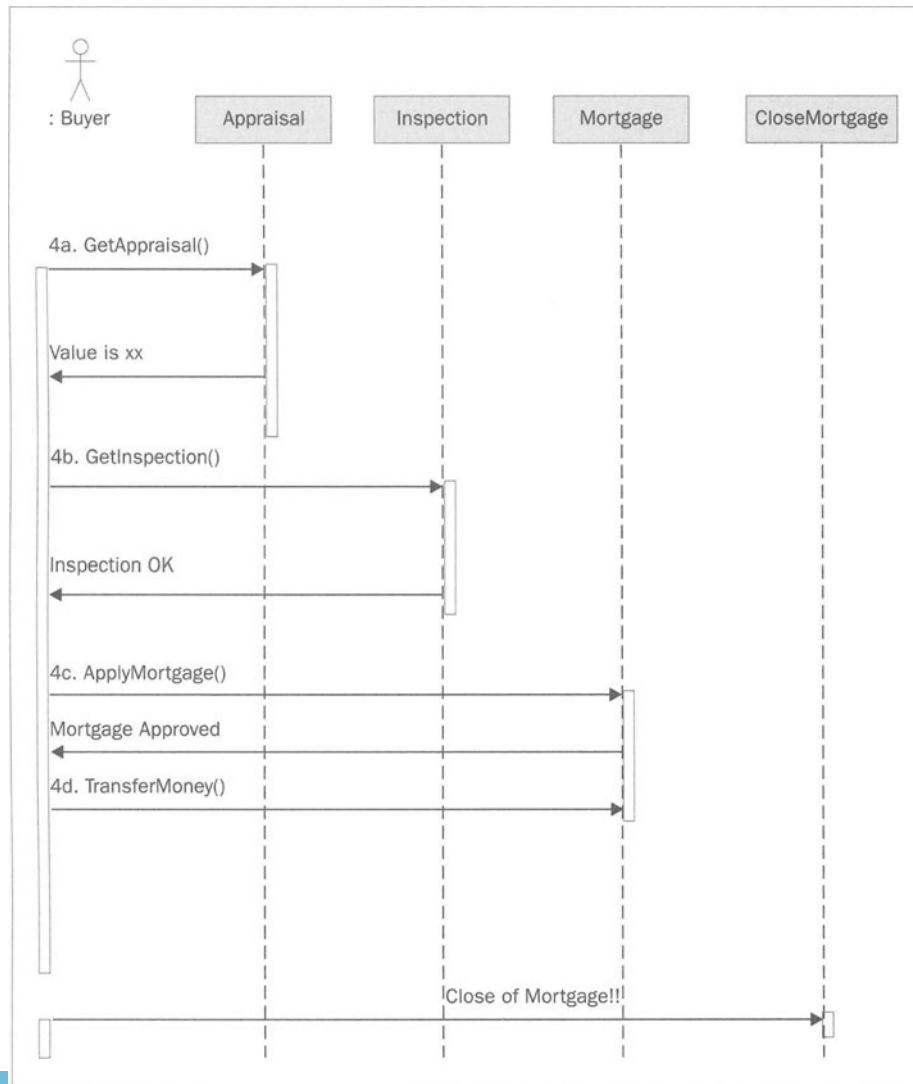 : Buyer
Appraisal
Inspection
Mortgage
CloseMortgage
4a. GetAppraisal()
Value is xx
4b. GetInspection()
Inspection OK
4c. ApplyMortgage()
Mortgage Approved
4d. TransferMoney()
Close of Mortgage!!